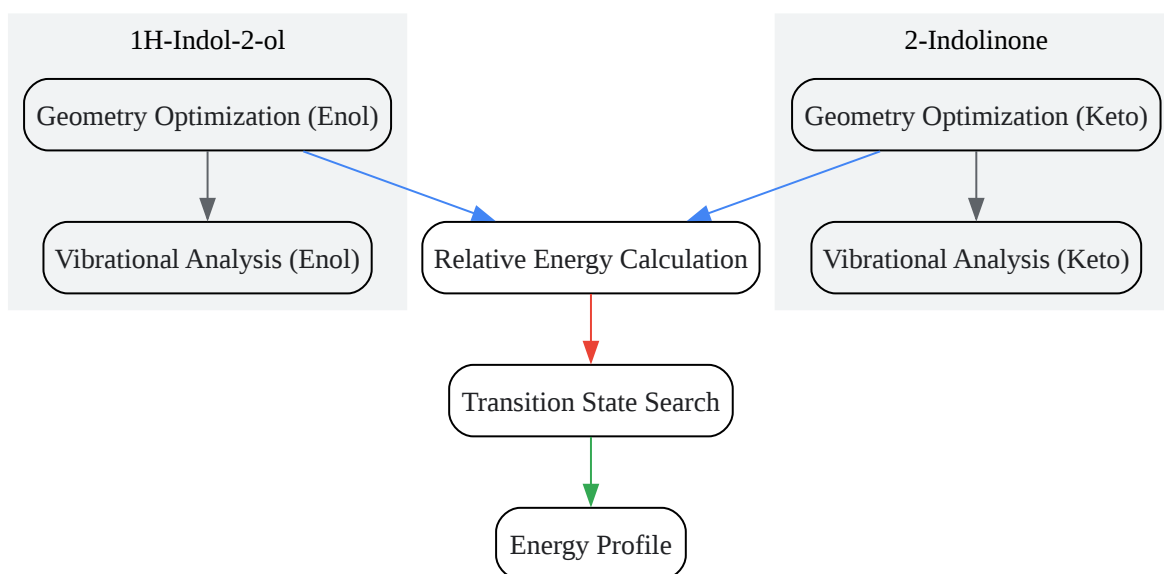 1H-Indol-2-ol
2-Indolinone
Geometry Optimization (Enol)
Geometry Optimization (Keto)
Vibrational Analysis (Enol)
Relative Energy Calculation
Vibrational Analysis (Keto)
Transition State Search
Energy Profile